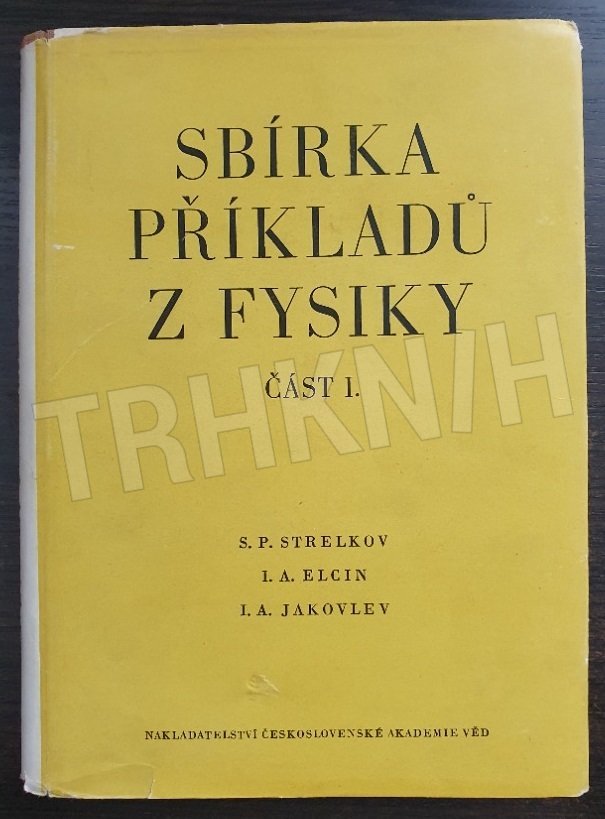 SBÍRKA
PŘÍKLADŮ
Z FYSIKY
ČÁST I.
TRHKNIH
S. P. STRELKOV
I. A. ELCIN
I. A. JAKOVLEV
NAKLADATELSTVÍ ČESKOSLOVENSKÉ AKADEMIE VĚD